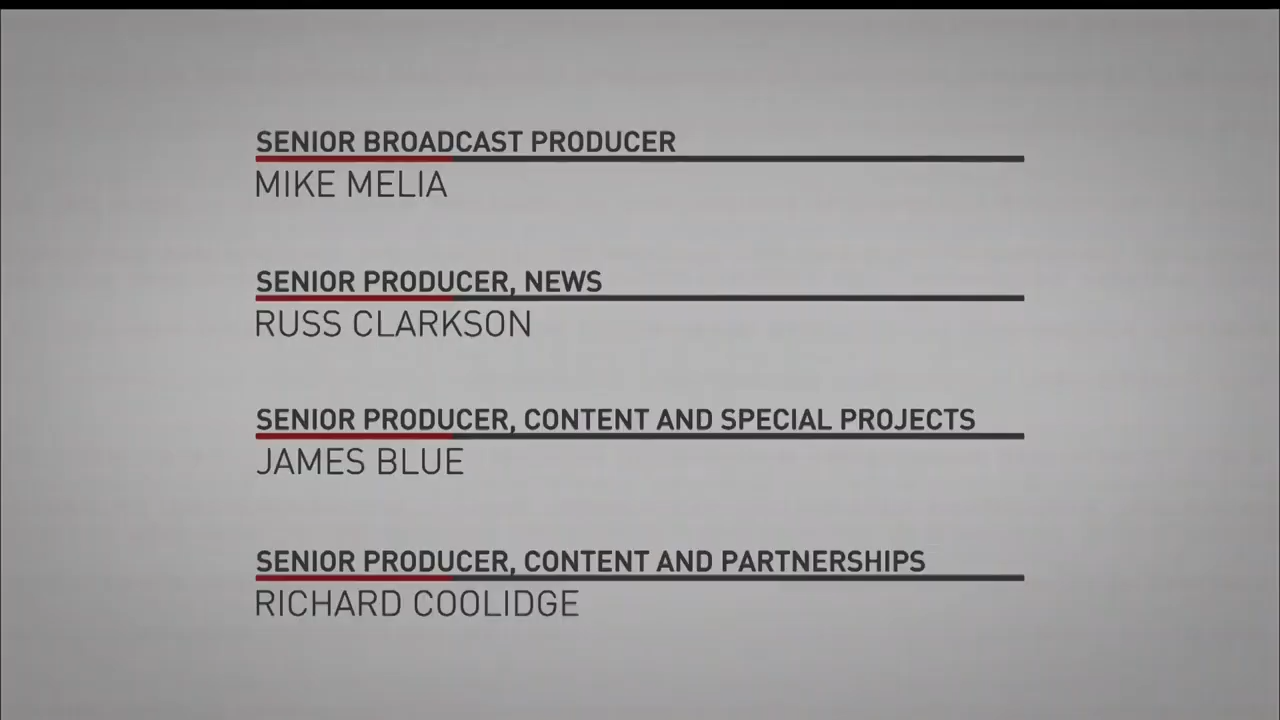 SENIOR BROADCAST PRODUCER
MIKE MELIA
SENIOR PRODUCER, NEWS
RUSS CLARKSON
SENIOR PRODUCER, CONTENT AND SPECIAL PROJECTS
JAMES BLUE
SENIOR PRODUCER, CONTENT AND PARTNERSHIPS
RICHARD COOLIDGE